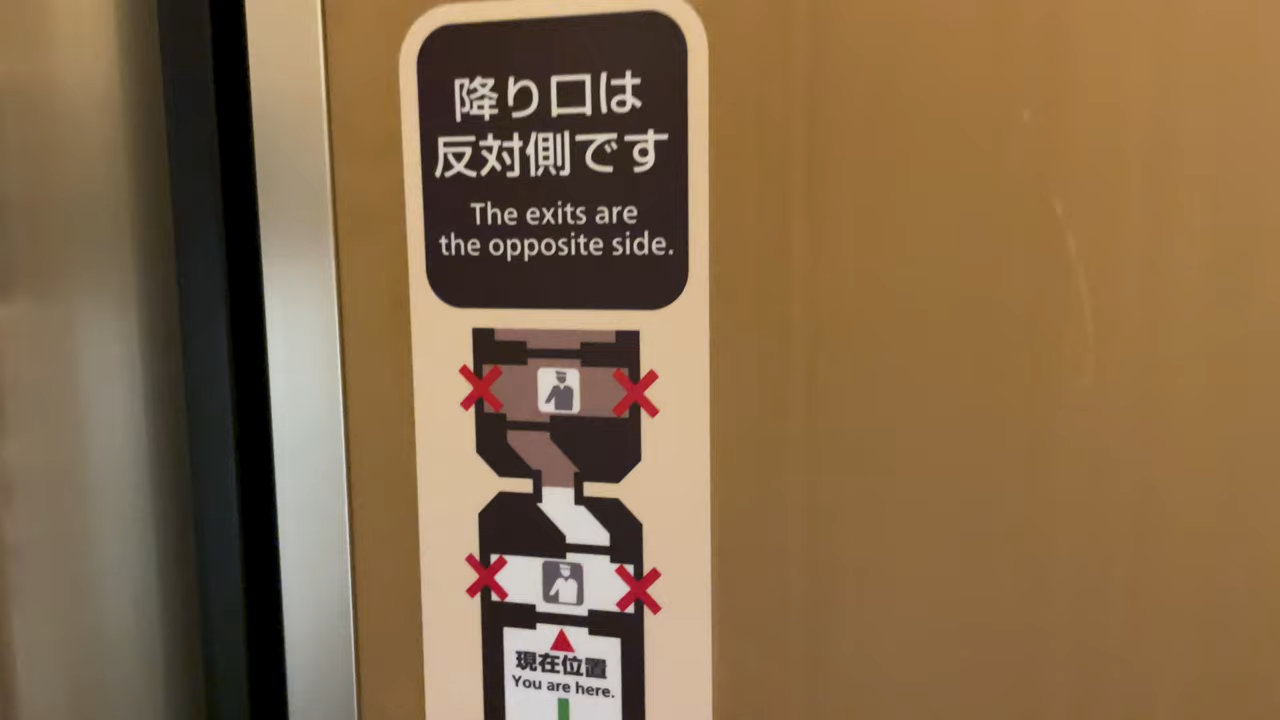 降り口は
反対側です
The exits are
the opposite side.
現在位置
You are here.